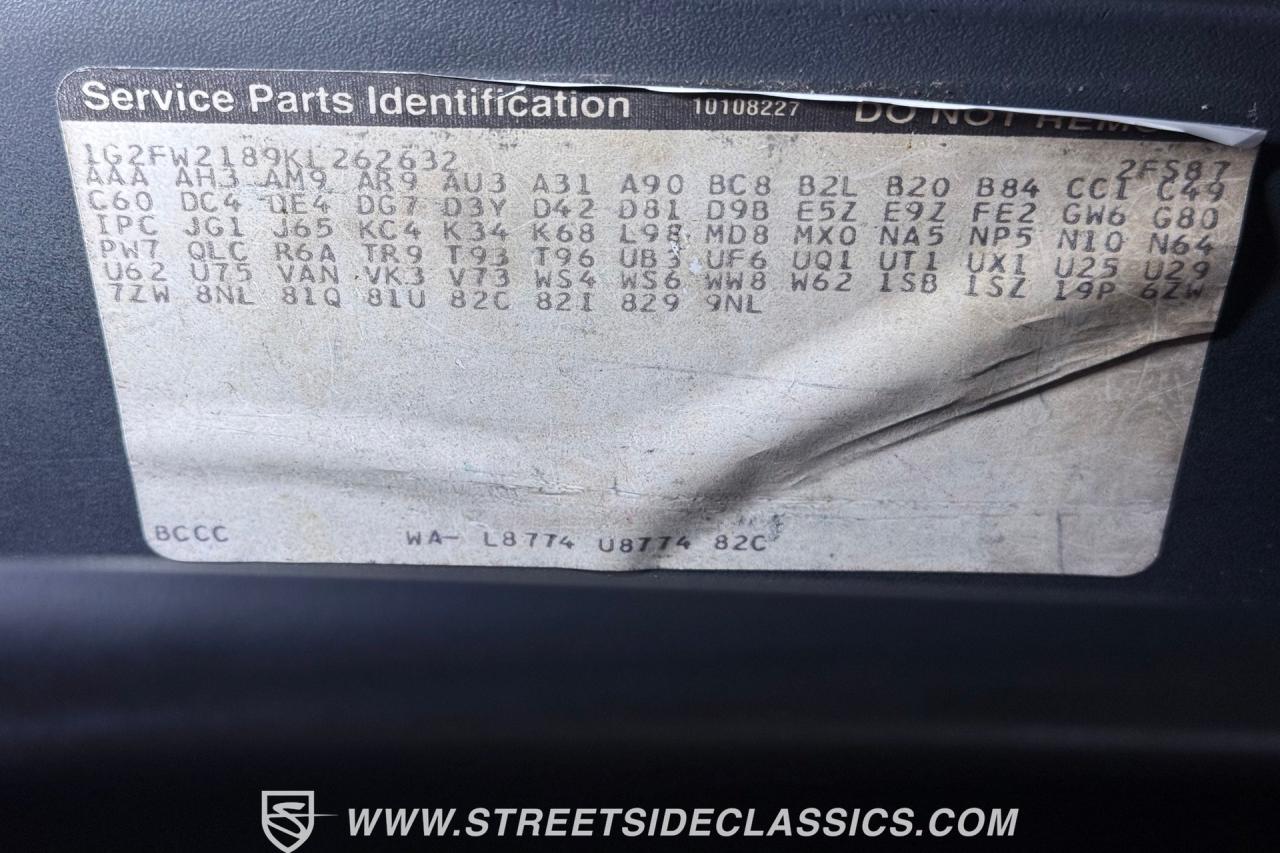 Service Parts Identification 10108227 DO NOT REMO
1G2FW2189KL262632 2FS87
AAA AH3 AM9 AR9 AU3 A31 A90 BC8 B2L B20 B84 CC1 C49
C60 DC4 DE4 DG7 D3Y D42 D81 D9B E5Z E9Z FE2 GW6 G80
IPC JG1 J65 KC4 K34 K68 L98 MD8 MX0 NA5 NP5 N10 N64
PW7 QLC R6A TR9 T93 T96 UB3 UF6 UQ1 UT1 UX1 U25 U29
U62 U75 VAN VK3 V73 WS4 WS6 WW8 W62 1SB 1SZ 19P 6ZW
7ZW 8NL 81Q 81U 82C 82I 829 9NL
BCCC WA- L8774 U8774 82C
WWW.STREETSIDECLASSICS.COM